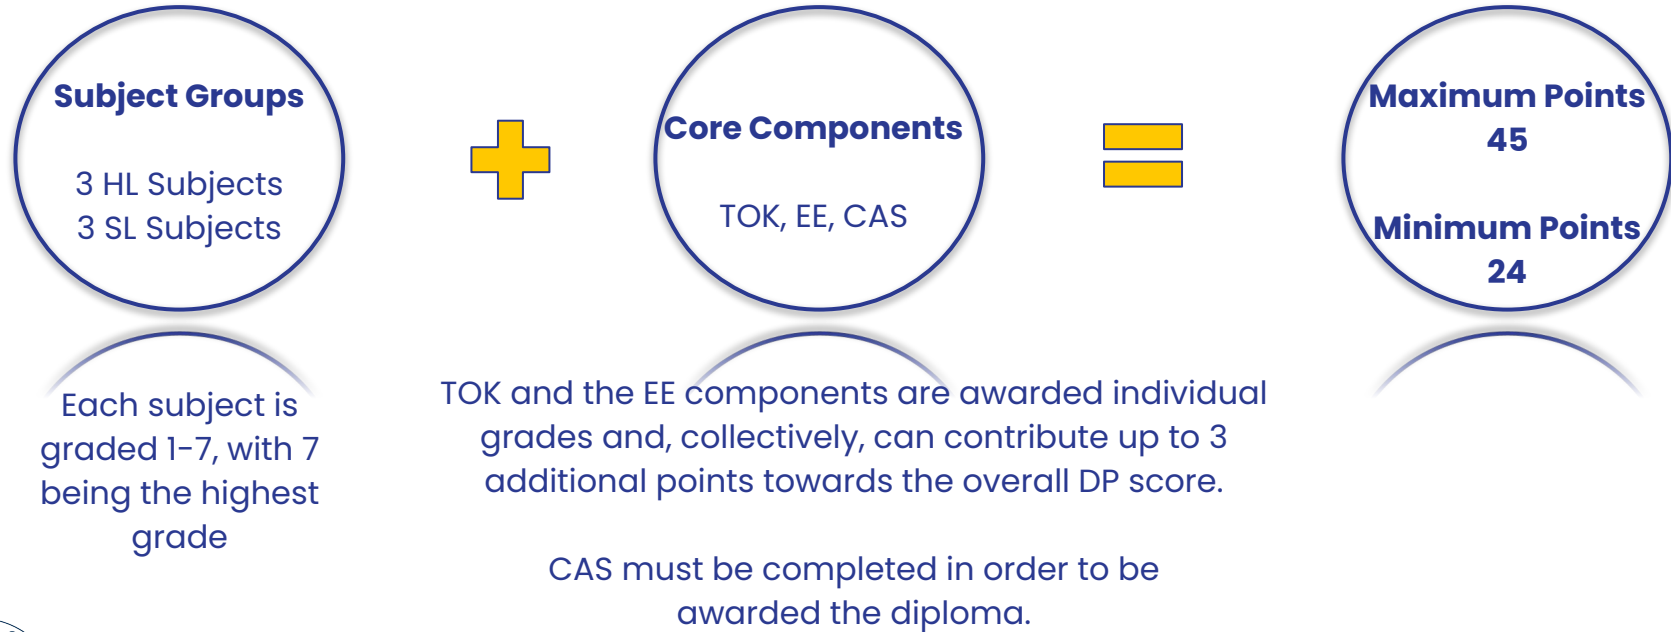 Subject Groups
3 HL Subjects
3 SL Subjects
Core Components
TOK, EE, CAS
Maximum Points
45
Minimum Points
24
Each subject is
graded 1-7, with 7
being the highest
grade
TOK and the EE components are awarded individual
grades and, collectively, can contribute up to 3
additional points towards the overall DP score.
CAS must be completed in order to be
awarded the diploma.